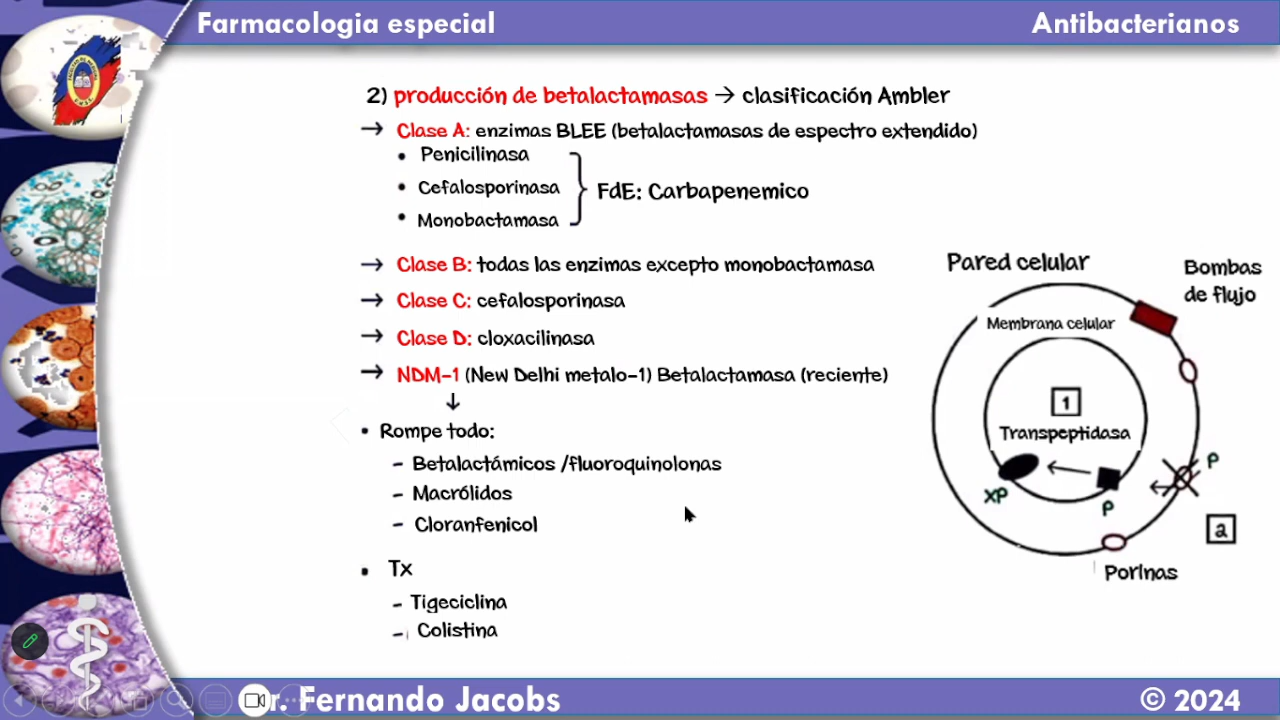 Farmacologia especial
Antibacterianos
2) producción de betalactamasas → clasificación Ambler
→ Clase A: enzimas BLEE (betalactamasas de espectro extendido)
• Penicilinasa
• Cefalosporinasa
• Monobactamasa
FdE: Carbapenemico
→ Clase B: todas las enzimas excepto monobactamasa
→ Clase C: cefalosporinasa
→ Clase D: cloxacilinasa
→ NDM-1 (New Delhi metalo-1) Betalactamasa (reciente)
↓
• Rompe todo:
- Betalactámicos /fluoroquinolonas
- Macrólidos
- Cloranfenicol
• Tx
- Tigeciclina
- Colistina
Pared celular
Bombas
de flujo
Membrana celular
1
Transpeptidasa
XP
P
P
a
Porinas
Dr. Fernando Jacobs
© 2024